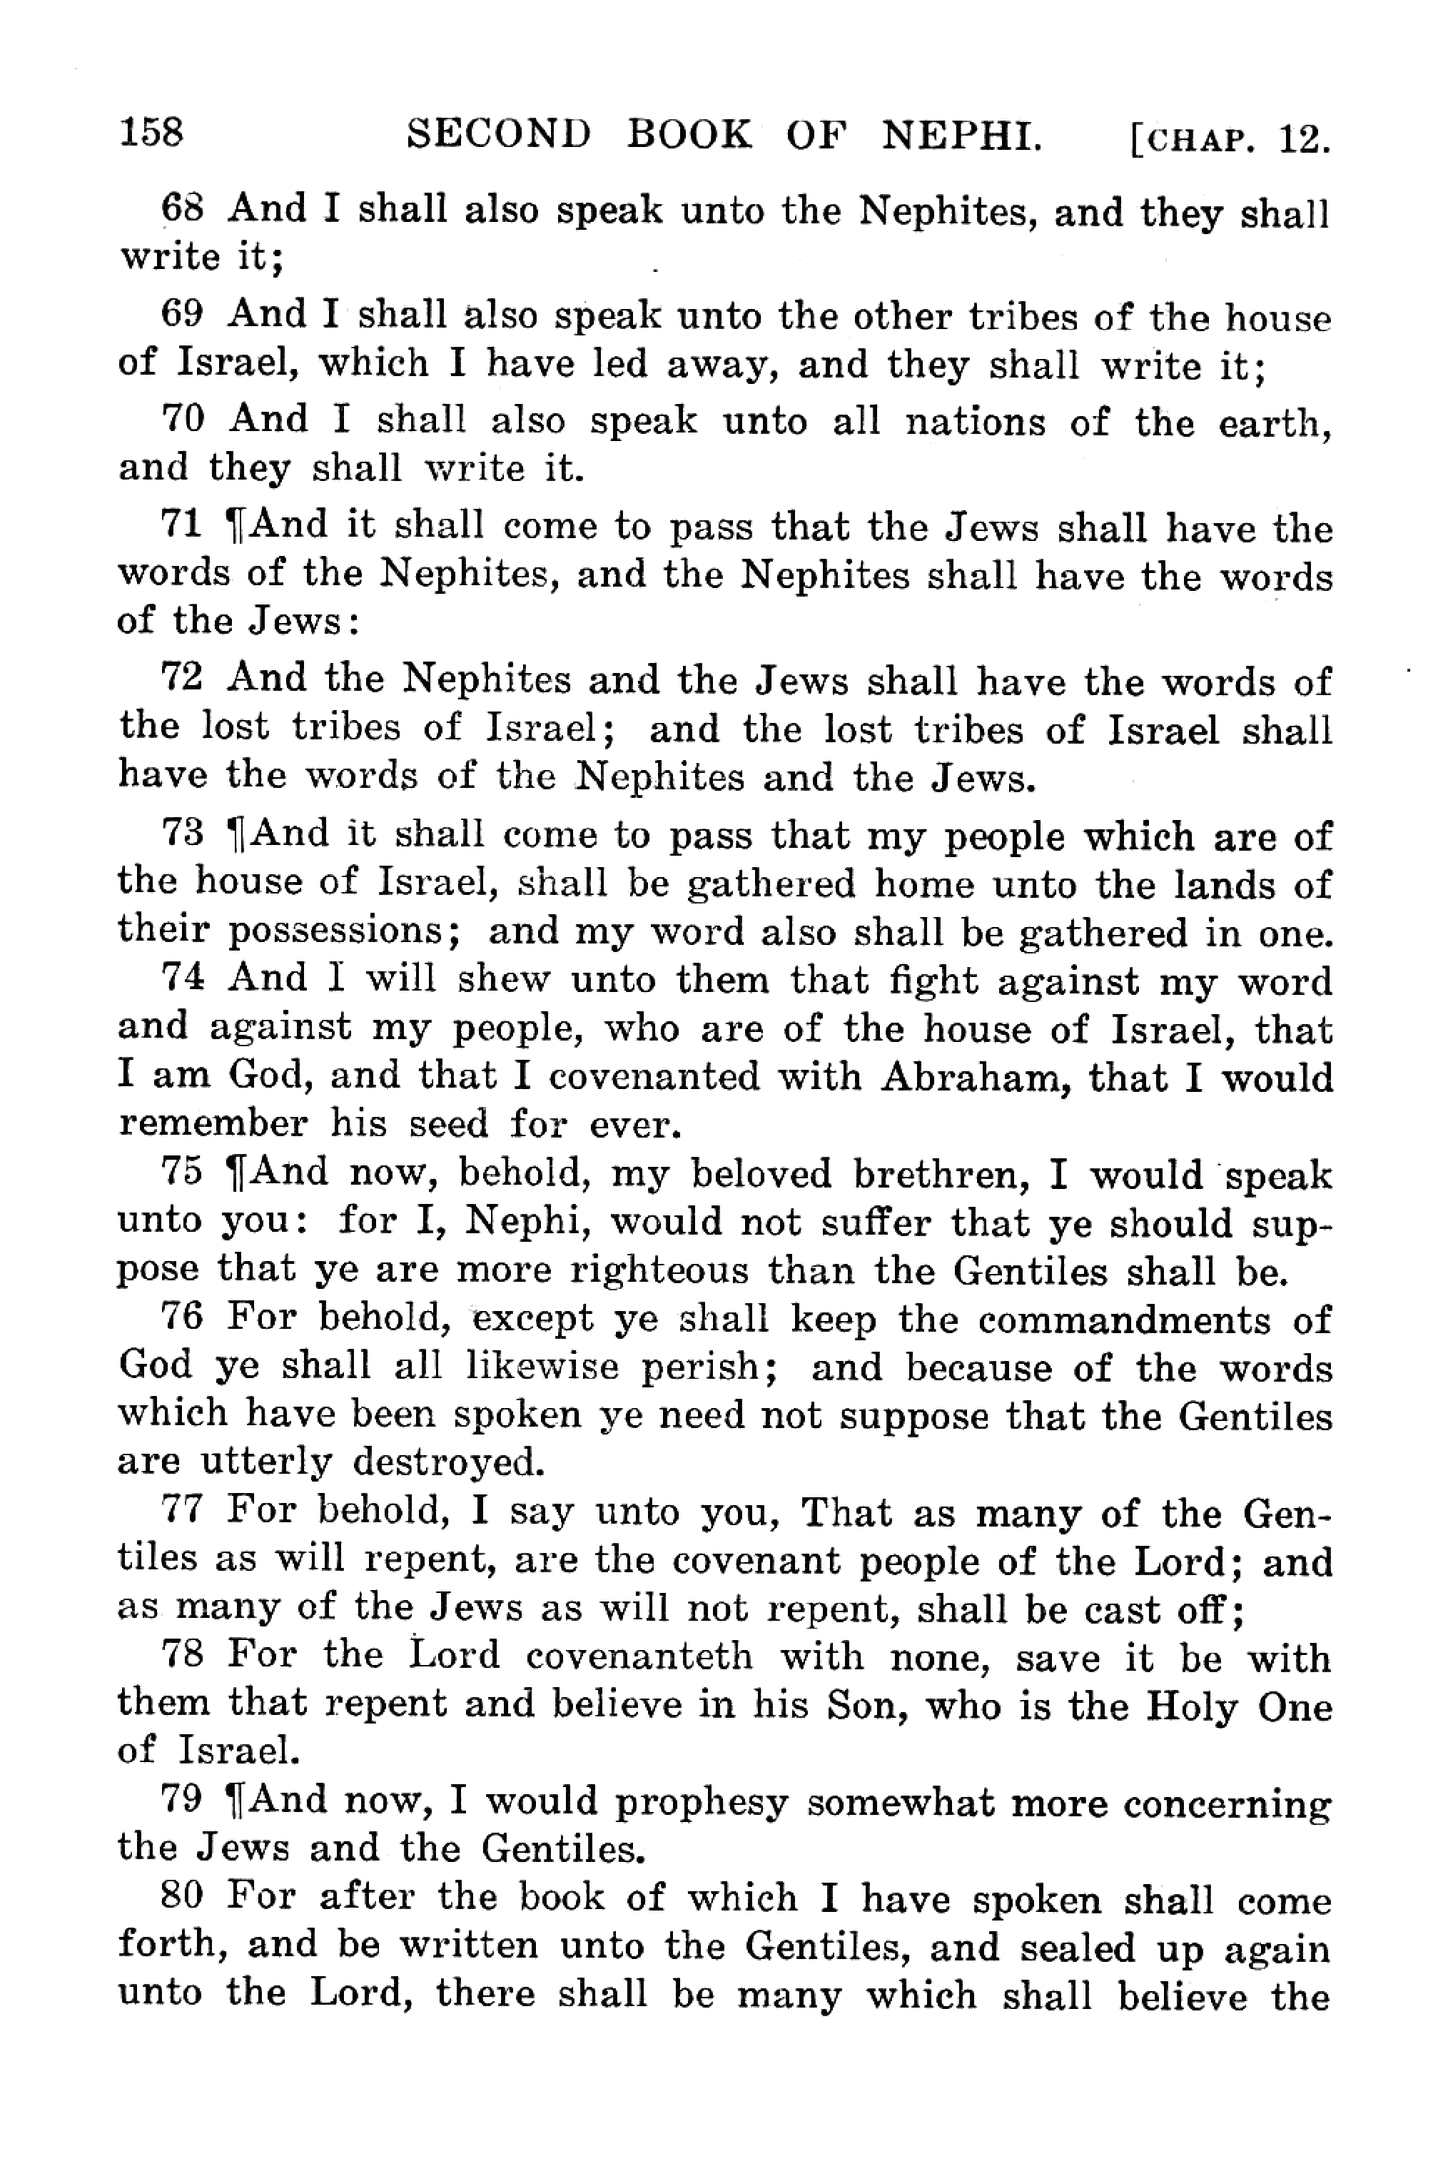 158 SECOND BOOK OF NEPHI. [CHAP. 12.
68 And I shall also speak unto the Nephites, and they shall
write it;
69 And I shall also speak unto the other tribes of the house
of Israel, which I have led away, and they shall write it;
70 And I shall also speak unto all nations of the earth,
and they shall write it.
71 ¶And it shall come to pass that the Jews shall have the
words of the Nephites, and the Nephites shall have the words
of the Jews:
72 And the Nephites and the Jews shall have the words of
the lost tribes of Israel; and the lost tribes of Israel shall
have the words of the Nephites and the Jews.
73 ¶And it shall come to pass that my people which are of
the house of Israel, shall be gathered home unto the lands of
their possessions; and my word also shall be gathered in one.
74 And I will shew unto them that fight against my word
and against my people, who are of the house of Israel, that
I am God, and that I covenanted with Abraham, that I would
remember his seed for ever.
75 ¶And now, behold, my beloved brethren, I would speak
unto you: for I, Nephi, would not suffer that ye should sup-
pose that ye are more righteous than the Gentiles shall be.
76 For behold, except ye shall keep the commandments of
God ye shall all likewise perish; and because of the words
which have been spoken ye need not suppose that the Gentiles
are utterly destroyed.
77 For behold, I say unto you, That as many of the Gen-
tiles as will repent, are the covenant people of the Lord; and
as many of the Jews as will not repent, shall be cast off;
78 For the Lord covenanteth with none, save it be with
them that repent and believe in his Son, who is the Holy One
of Israel.
79 ¶And now, I would prophesy somewhat more concerning
the Jews and the Gentiles.
80 For after the book of which I have spoken shall come
forth, and be written unto the Gentiles, and sealed up again
unto the Lord, there shall be many which shall believe the